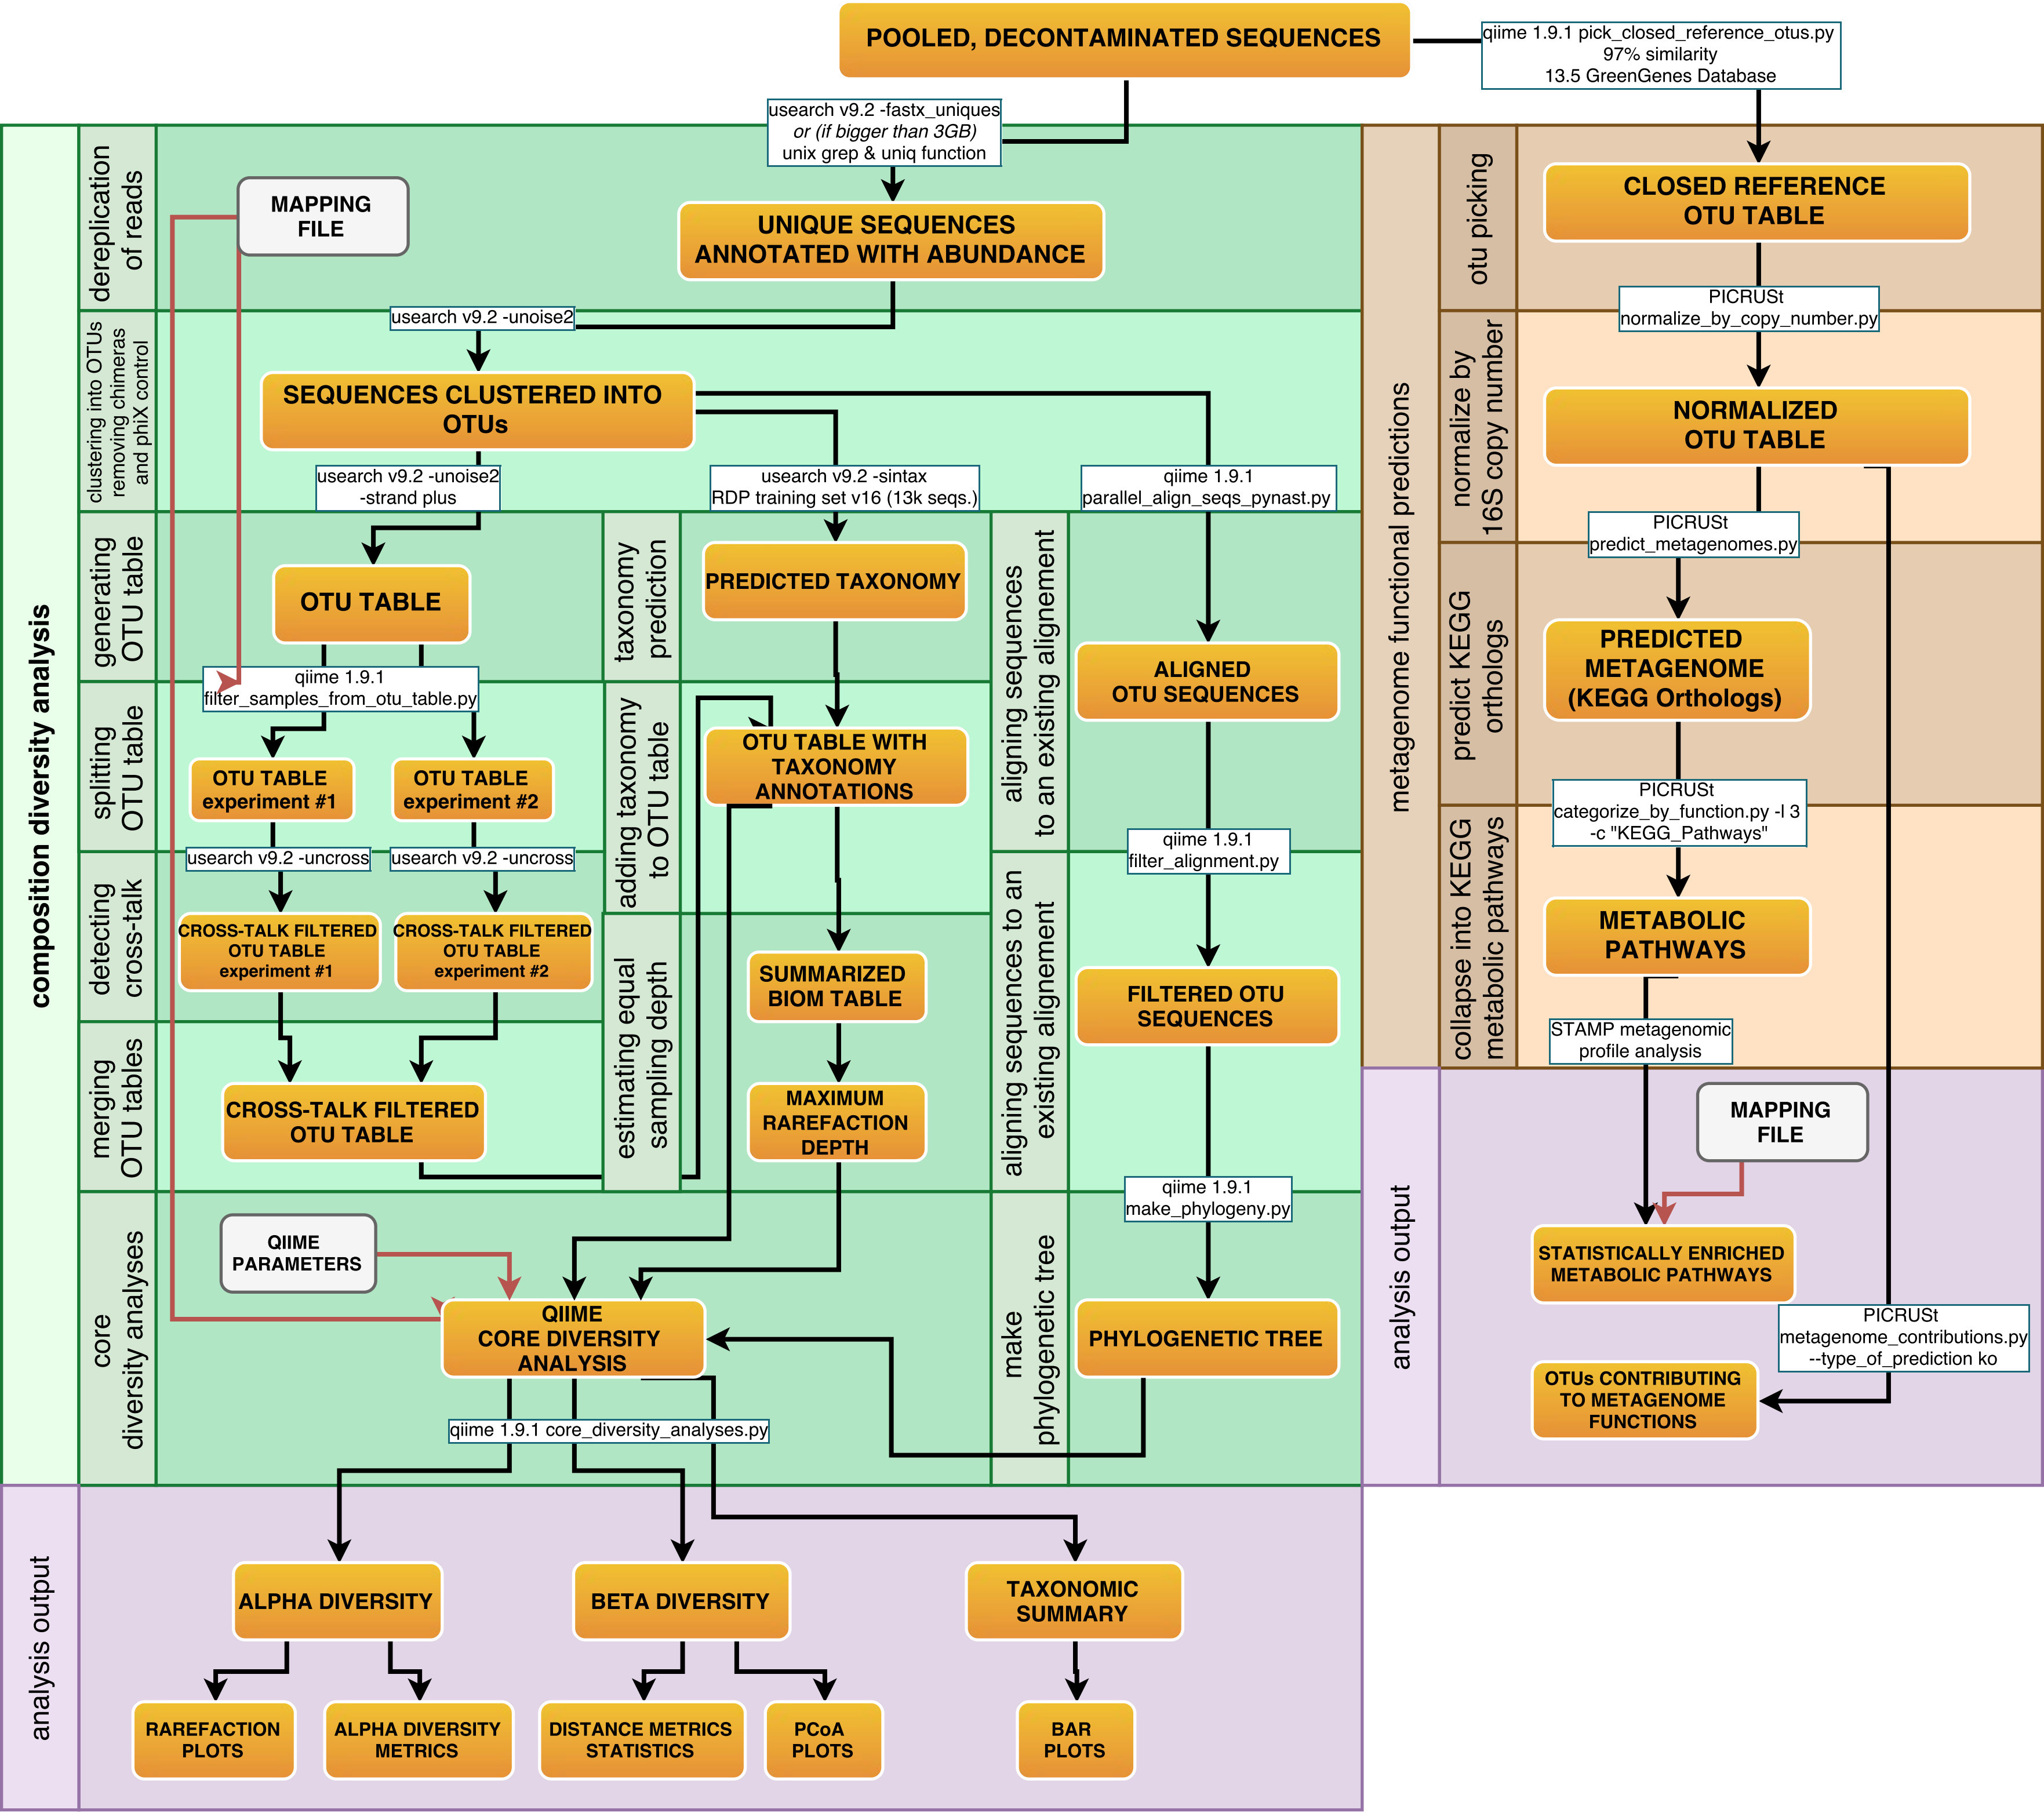 POOLED, DECONTAMINATED SEQUENCES
qiime 1.9.1 pick_closed_reference_otus.py
97% similarity
13.5 GreenGenes Database
usearch v9.2 -fastx_uniques
or (if bigger than 3GB)
unix grep & uniq function
composition diversity analysis
dereplication
of reads
MAPPING
FILE
UNIQUE SEQUENCES
ANNOTATED WITH ABUNDANCE
usearch v9.2 -unoise2
clustering into OTUs
removing chimeras
and phiX control
SEQUENCES CLUSTERED INTO
OTUs
usearch v9.2 -unoise2
-strand plus
usearch v9.2 -sintax
RDP training set v16 (13k seqs.)
qiime 1.9.1
parallel_align_seqs_pynast.py
generating
OTU table
OTU TABLE
taxonomy
prediction
PREDICTED TAXONOMY
aligning sequences
to an existing alignement
ALIGNED
OTU SEQUENCES
qiime 1.9.1
filter_samples_from_otu_table.py
splitting
OTU table
OTU TABLE
experiment #1
OTU TABLE
experiment #2
adding taxonomy
to OTU table
OTU TABLE WITH
TAXONOMY
ANNOTATIONS
usearch v9.2 -uncross
usearch v9.2 -uncross
qiime 1.9.1
filter_alignment.py
detecting
cross-talk
CROSS-TALK FILTERED
OTU TABLE
experiment #1
CROSS-TALK FILTERED
OTU TABLE
experiment #2
estimating equal
sampling depth
SUMMARIZED
BIOM TABLE
aligning sequences to an
existing alignement
FILTERED OTU
SEQUENCES
merging
OTU tables
CROSS-TALK FILTERED
OTU TABLE
MAXIMUM
RAREFACTION
DEPTH
qiime 1.9.1
make_phylogeny.py
core
diversity analyses
QIIME
PARAMETERS
QIIME
CORE DIVERSITY
ANALYSIS
make
phylogenetic tree
PHYLOGENETIC TREE
qiime 1.9.1 core_diversity_analyses.py
analysis output
ALPHA DIVERSITY
BETA DIVERSITY
TAXONOMIC
SUMMARY
RAREFACTION
PLOTS
ALPHA DIVERSITY
METRICS
DISTANCE METRICS
STATISTICS
PCoA
PLOTS
BAR
PLOTS
metagenome functional predictions
otu picking
CLOSED REFERENCE
OTU TABLE
PICRUSt
normalize_by_copy_number.py
normalize by
16S copy number
NORMALIZED
OTU TABLE
PICRUSt
predict_metagenomes.py
predict KEGG
orthologs
PREDICTED
METAGENOME
(KEGG Orthologs)
PICRUSt
categorize_by_function.py -l 3
-c "KEGG_Pathways"
collapse into KEGG
metabolic pathways
METABOLIC
PATHWAYS
STAMP metagenomic
profile analysis
analysis output
MAPPING
FILE
STATISTICALLY ENRICHED
METABOLIC PATHWAYS
PICRUSt
metagenome_contributions.py
--type_of_prediction ko
OTUs CONTRIBUTING
TO METAGENOME
FUNCTIONS